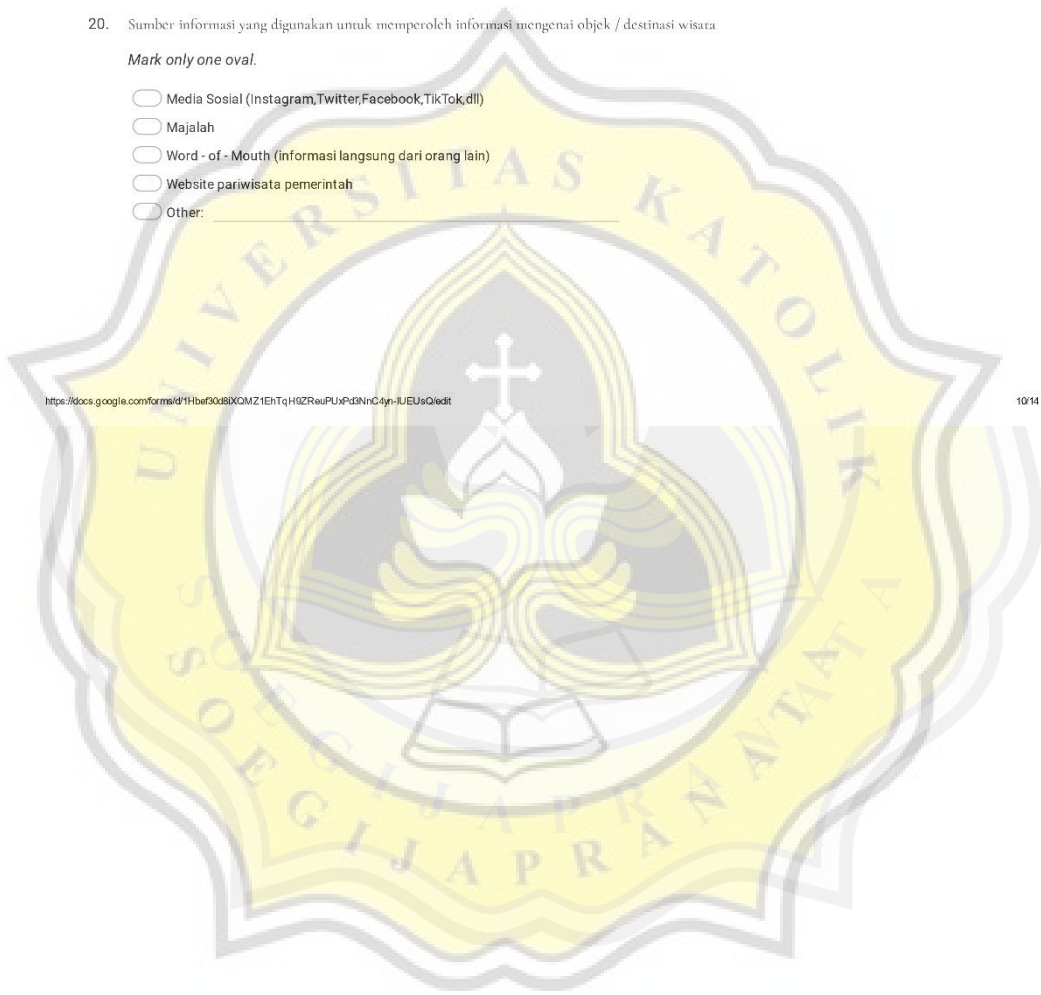 20. Sumber informasi yang digunakan untuk memperoleh informasi mengenai objek / destinasi wisata
Mark only one oval.
Media Sosial (Instagram,Twitter,Facebook,TikTok,dll)
Majalah
Word - of - Mouth (informasi langsung dari orang lain)
Website pariwisata pemerintah
Other:
UNIVERSITAS KATOLIK
https://docs.google.com/forms/d/1Hbef30d8iXQMZ1EhTqH9ZReuPUxPd3NnC4yn-IUEUsQ/edit
10/14
SOEGIJAPRANATA
SOEGIJAPRANATA